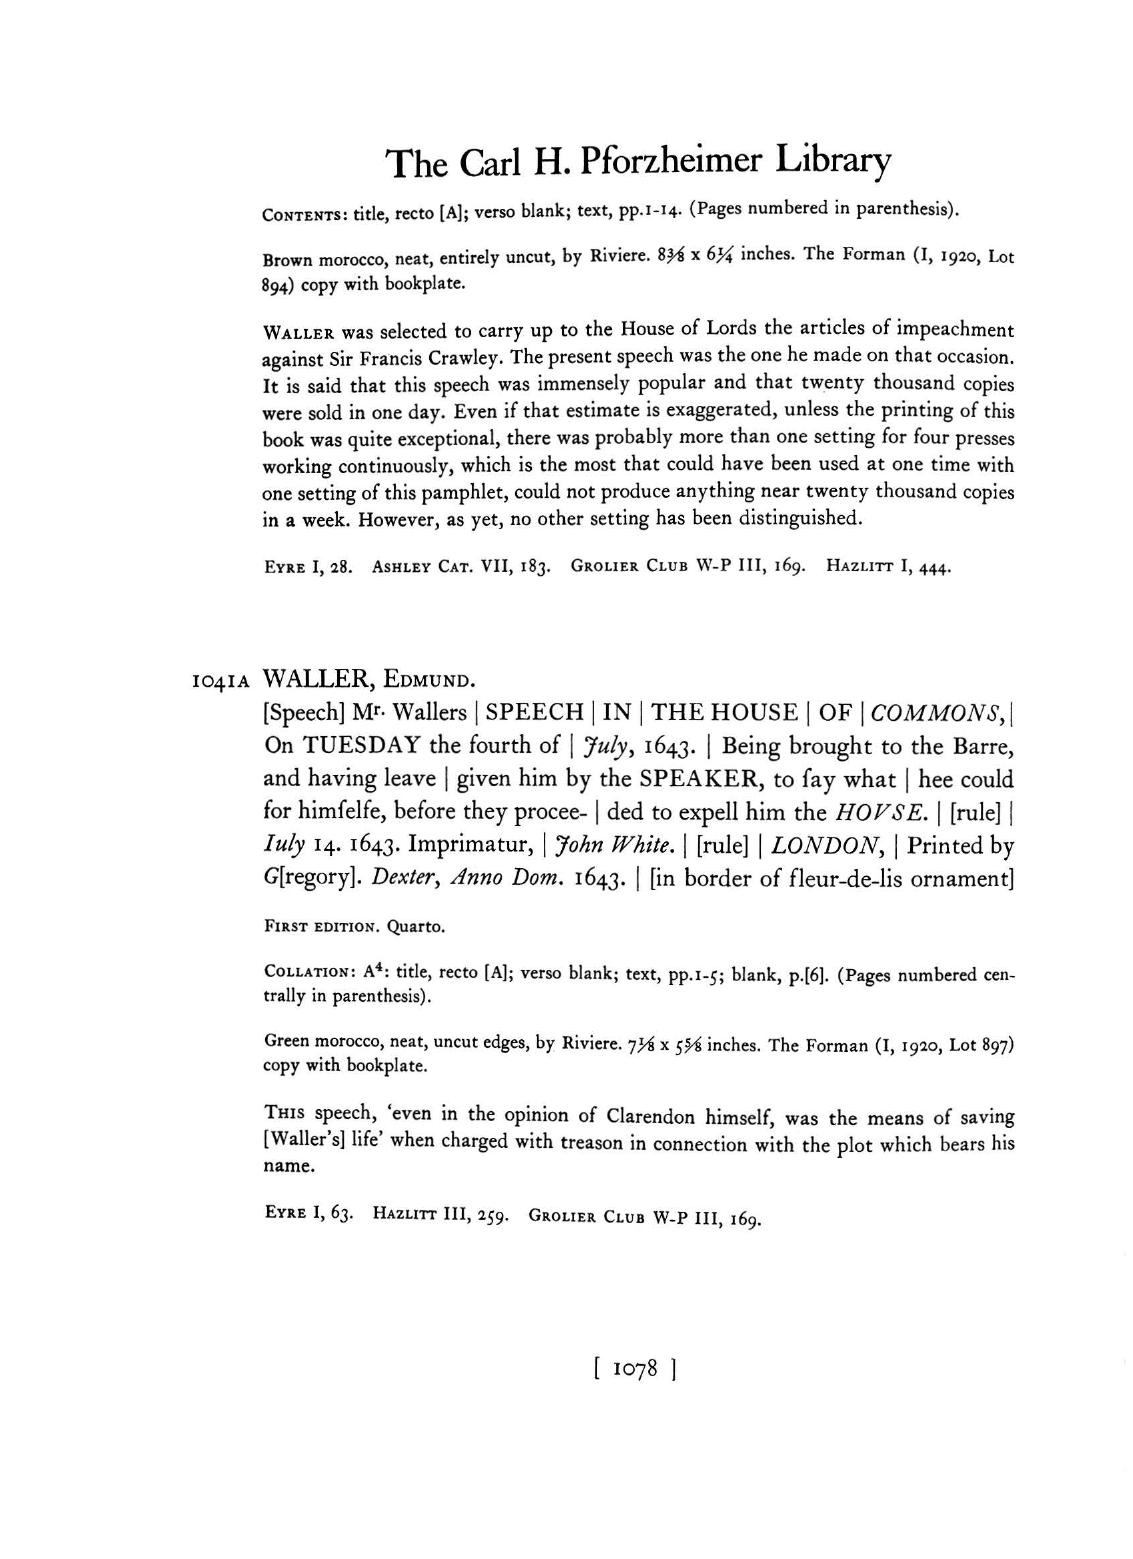 The Carl H. Pforzheimer Library
CONTENTS: title, recto [A]; verso blank; text, pp.1-14. (Pages numbered in parenthesis).
Brown morocco, neat, entirely uncut, by Riviere. 8⅜ x 6¼ inches. The Forman (I, 1920, Lot
894) copy with bookplate.
WALLER was selected to carry up to the House of Lords the articles of impeachment
against Sir Francis Crawley. The present speech was the one he made on that occasion.
It is said that this speech was immensely popular and that twenty thousand copies
were sold in one day. Even if that estimate is exaggerated, unless the printing of this
book was quite exceptional, there was probably more than one setting for four presses
working continuously, which is the most that could have been used at one time with
one setting of this pamphlet, could not produce anything near twenty thousand copies
in a week. However, as yet, no other setting has been distinguished.
EYRE I, 28. ASHLEY CAT. VII, 183. GROLIER CLUB W-P III, 169. HAZLITT I, 444.
1041A WALLER, EDMUND.
[Speech] Mr. Wallers | SPEECH | IN | THE HOUSE | OF | COMMONS, |
On TUESDAY the fourth of | July, 1643. | Being brought to the Barre,
and having leave | given him by the SPEAKER, to ſay what | hee could
for himſelfe, before they procee- | ded to expell him the HOVSE. | [rule] |
Iuly 14. 1643. Imprimatur, | John White. | [rule] | LONDON, | Printed by
G[regory]. Dexter, Anno Dom. 1643. | [in border of fleur-de-lis ornament]
FIRST EDITION. Quarto.
COLLATION: A⁴: title, recto [A]; verso blank; text, pp.1-5; blank, p.[6]. (Pages numbered cen-
trally in parenthesis).
Green morocco, neat, uncut edges, by Riviere. 7⅛ x 5⅝ inches. The Forman (I, 1920, Lot 897)
copy with bookplate.
THIS speech, ‘even in the opinion of Clarendon himself, was the means of saving
[Waller's] life’ when charged with treason in connection with the plot which bears his
name.
EYRE I, 63. HAZLITT III, 259. GROLIER CLUB W-P III, 169.
[ 1078 ]